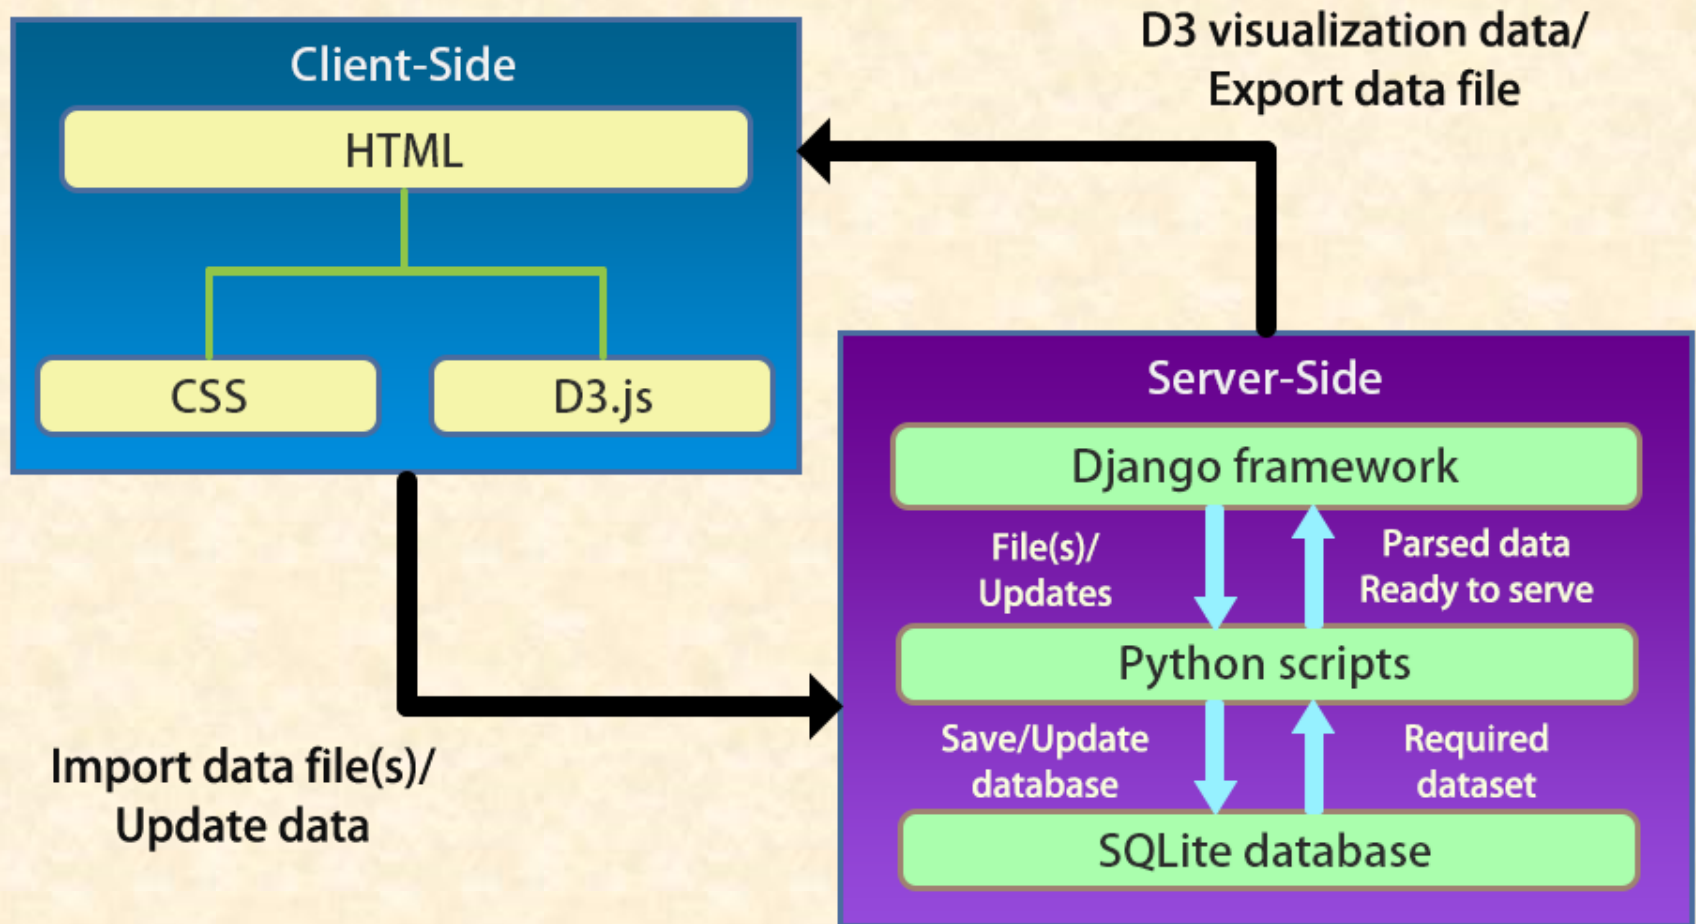 Client-Side
HTML
CSS
D3.js
D3 visualization data/
Export data file
Import data file(s)/
Update data
Server-Side
Django framework
File(s)/
Updates
Parsed data
Ready to serve
Python scripts
Save/Update
database
Required
dataset
SQLite database